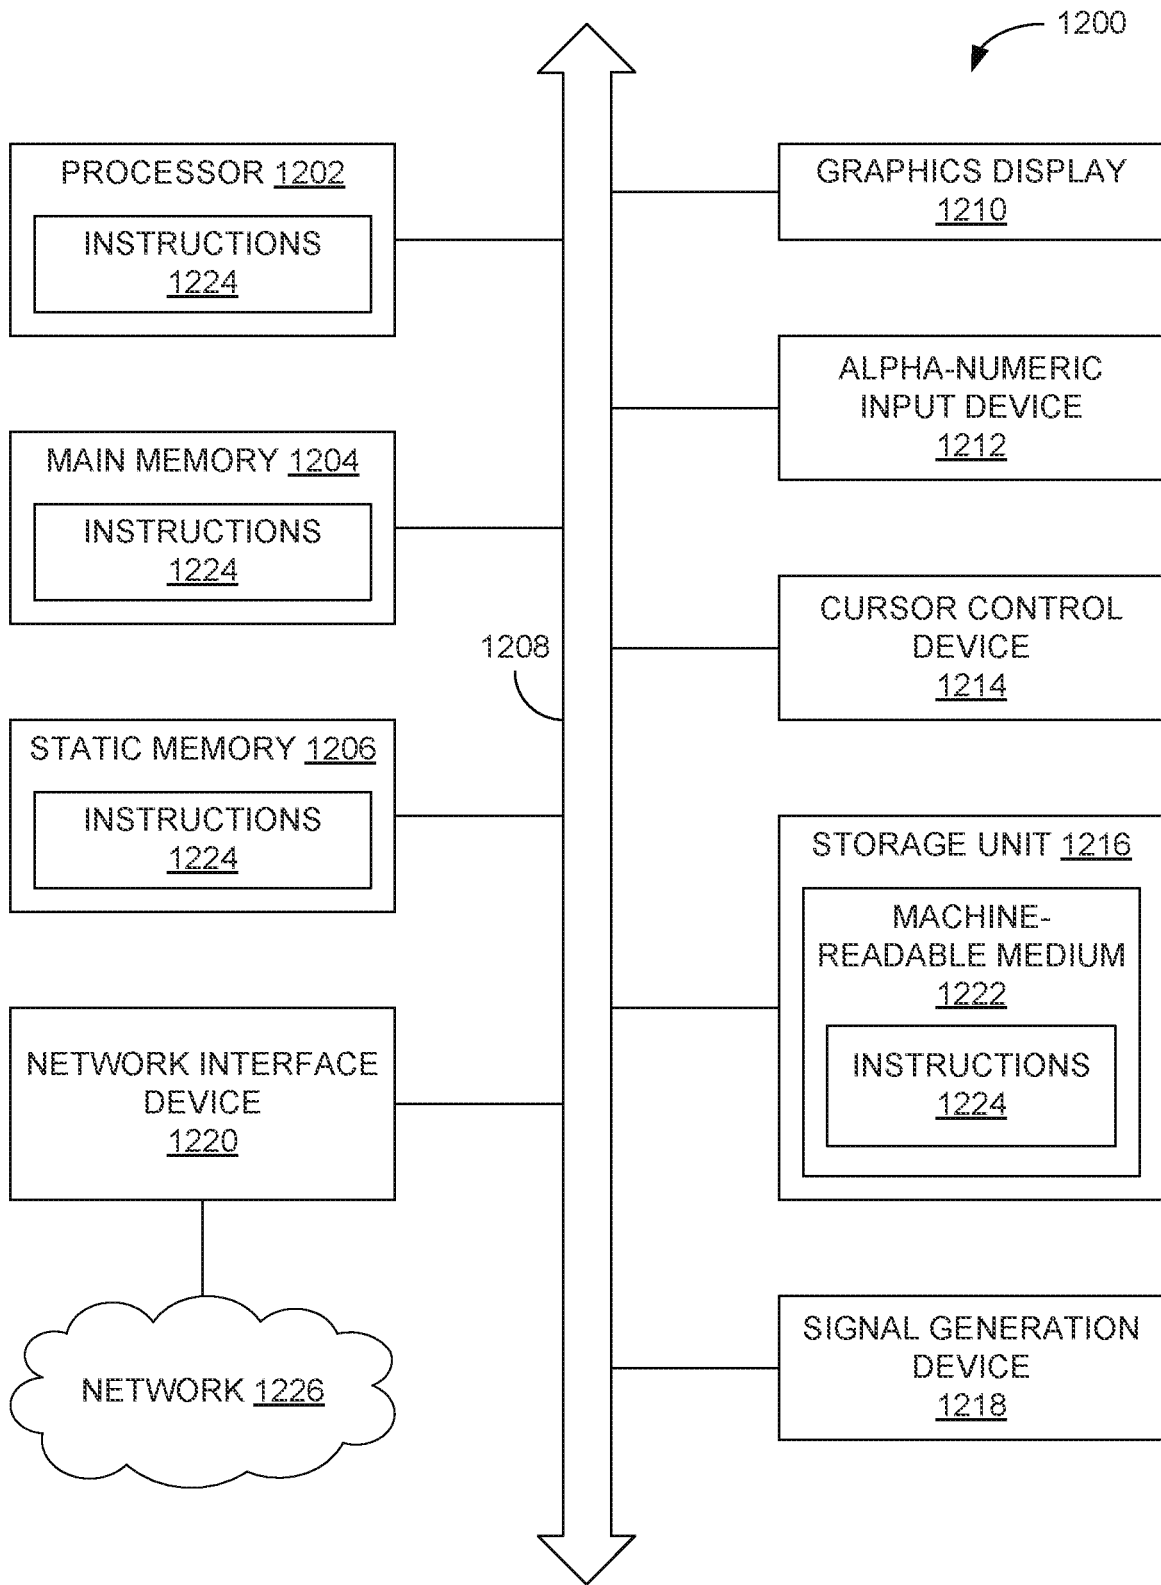 1200
PROCESSOR 1202
INSTRUCTIONS
1224
MAIN MEMORY 1204
INSTRUCTIONS
1224
1208
STATIC MEMORY 1206
INSTRUCTIONS
1224
NETWORK INTERFACE
DEVICE
1220
NETWORK 1226
GRAPHICS DISPLAY
1210
ALPHA-NUMERIC
INPUT DEVICE
1212
CURSOR CONTROL
DEVICE
1214
STORAGE UNIT 1216
MACHINE-
READABLE MEDIUM
1222
INSTRUCTIONS
1224
SIGNAL GENERATION
DEVICE
1218